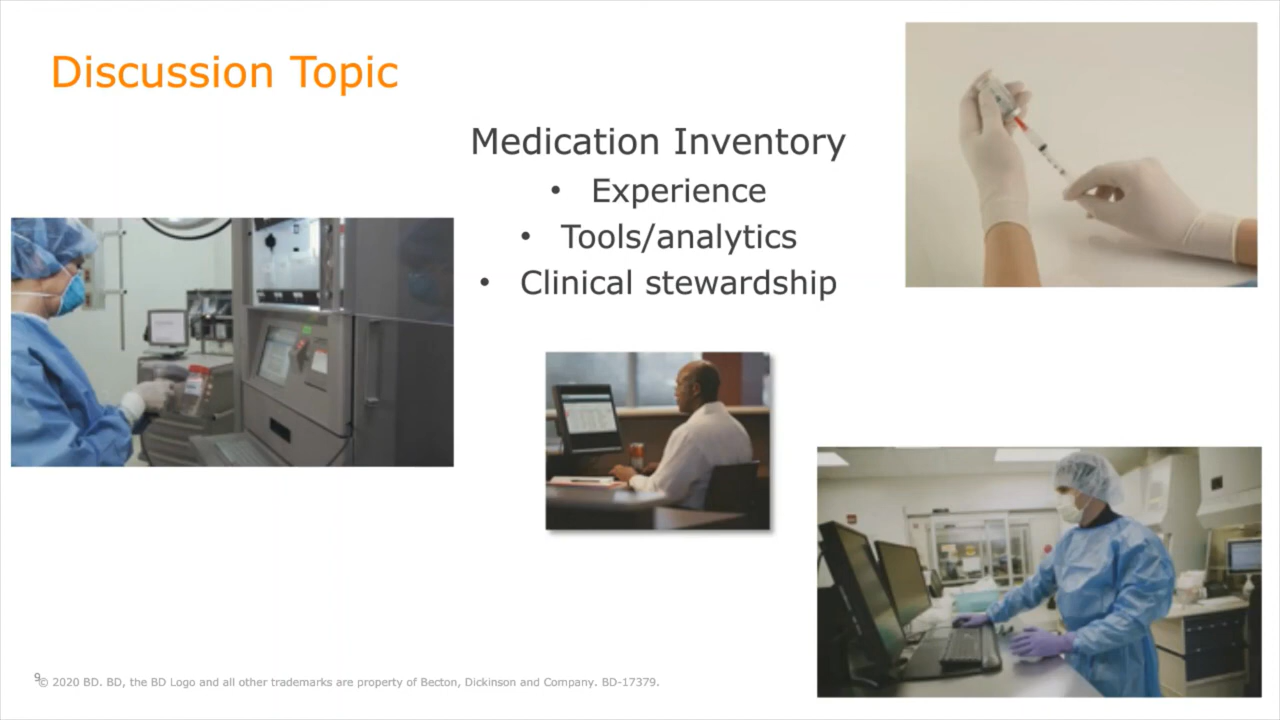 Discussion Topic
Medication Inventory
• Experience
• Tools/analytics
• Clinical stewardship
9
© 2020 BD. BD, the BD Logo and all other trademarks are property of Becton, Dickinson and Company. BD-17379.